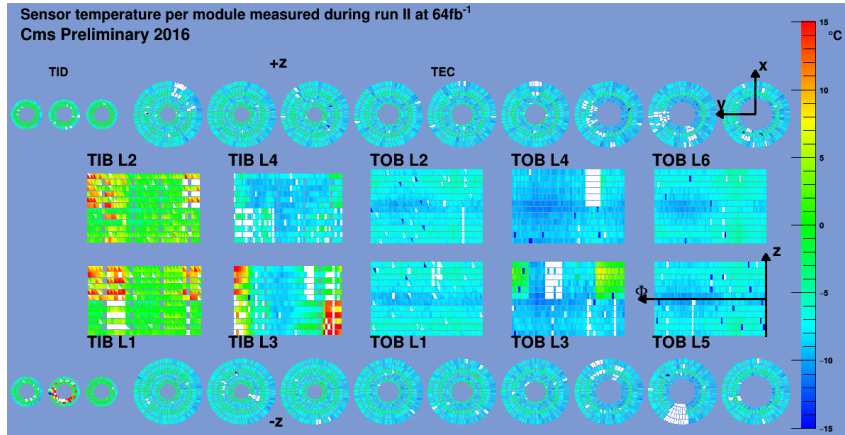 Sensor temperature per module measured during run II at 64fb-1
Cms Preliminary 2016
15
°C
+z
TID
TEC
x
y
10
TIB L2
TIB L4
TOB L2
TOB L4
TOB L6
5
0
z
Φ
-5
TIB L1
TIB L3
TOB L1
TOB L3
TOB L5
-10
-z
-15